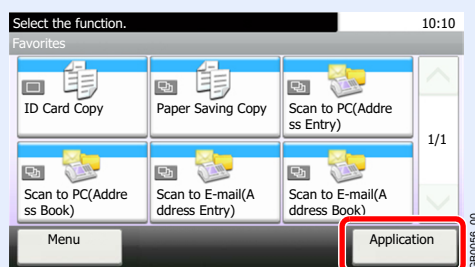 Select the function.
10:10
Favorites
ID Card Copy
Paper Saving Copy
Scan to PC(Addre
ss Entry)
1/1
Scan to PC(Addre
ss Book)
Scan to E-mail(A
ddress Entry)
Scan to E-mail(A
ddress Book)
Menu
Application